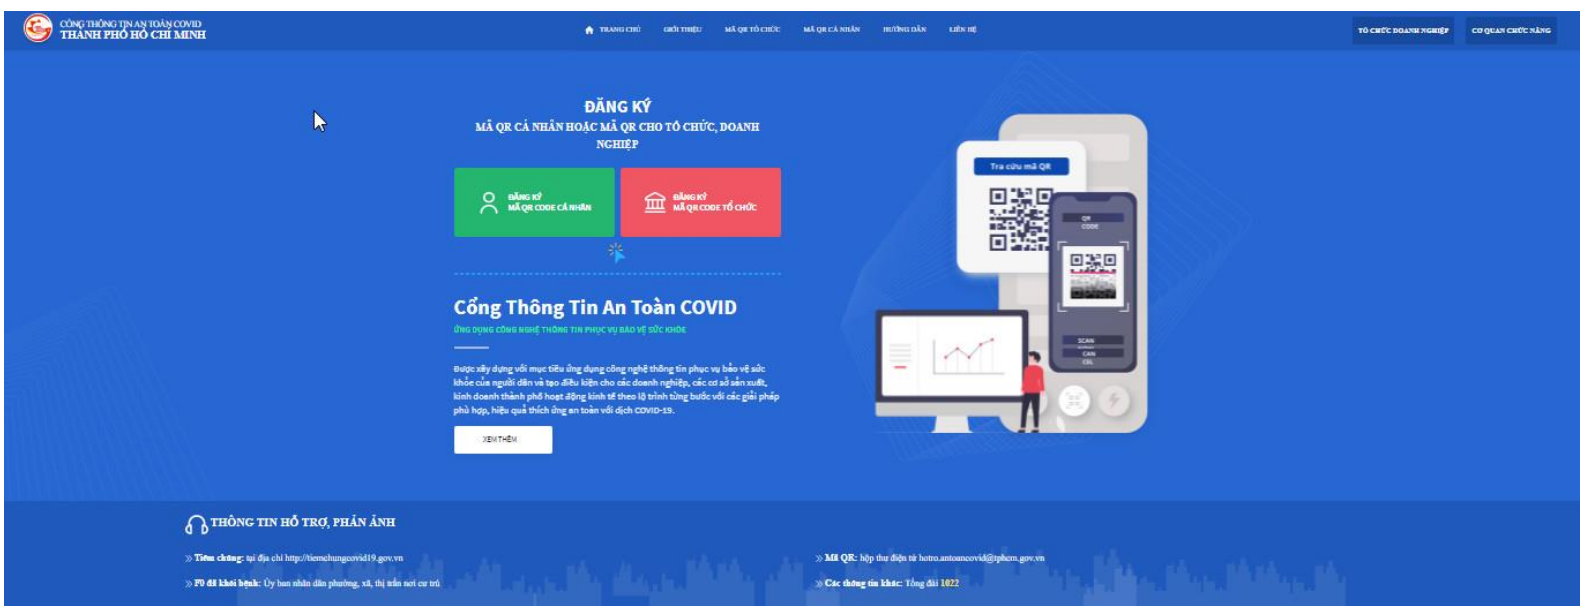 CỔNG THÔNG TIN AN TOÀN COVID
THÀNH PHỐ HỒ CHÍ MINH
TRANG CHỦ
GIỚI THIỆU
MÃ QR TỔ CHỨC
MÃ QR CÁ NHÂN
HƯỚNG DẪN
LIÊN HỆ
TỔ CHỨC DOANH NGHIỆP
CƠ QUAN CHỨC NĂNG
ĐĂNG KÝ
MÃ QR CÁ NHÂN HOẶC MÃ QR CHO TỔ CHỨC, DOANH
NGHIỆP
ĐĂNG KÝ
MÃ QR CODE CÁ NHÂN
ĐĂNG KÝ
MÃ QR CODE TỔ CHỨC
Cổng Thông Tin An Toàn COVID
ỨNG DỤNG CÔNG NGHỆ THÔNG TIN PHỤC VỤ BẢO VỆ SỨC KHỎE
Được xây dựng với mục tiêu ứng dụng công nghệ thông tin phục vụ bảo vệ sức
khỏe của người dân và tạo điều kiện cho các doanh nghiệp, các cơ sở sản xuất,
kinh doanh thành phố hoạt động kinh tế theo lộ trình từng bước với các giải pháp
phù hợp, hiệu quả thích ứng an toàn với dịch COVID-19.
XEM THÊM
Tra cứu mã QR
QR
CODE
SCAN
CAN
THÔNG TIN HỖ TRỢ, PHẢN ÁNH
» Tiêm chủng: tại địa chỉ http://tiemchungcovid19.gov.vn
» F0 đã khỏi bệnh: Ủy ban nhân dân phường, xã, thị trấn nơi cư trú
» Mã QR: hộp thư điện tử hotro.antoancovid@tphcm.gov.vn
» Các thông tin khác: Tổng đài 1022